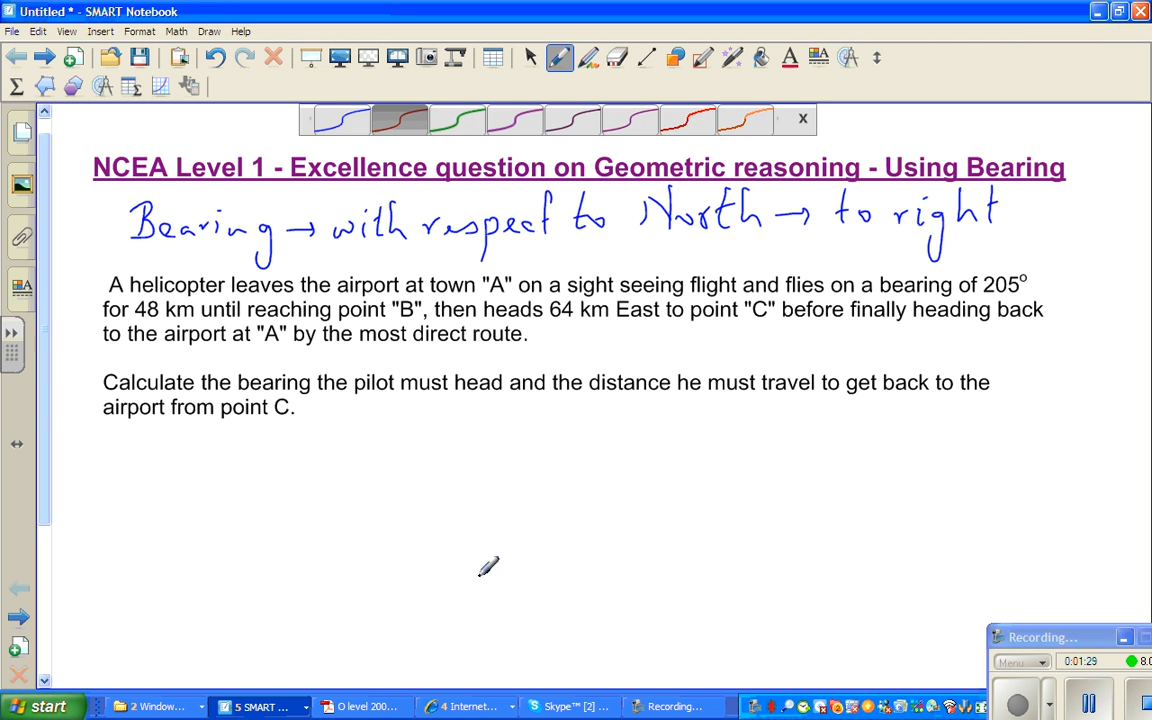 Untitled * - SMART Notebook
File Edit View Insert Format Math Draw Help
x
NCEA Level 1 - Excellence question on Geometric reasoning - Using Bearing
Bearing → with respect to North → to right
A helicopter leaves the airport at town "A" on a sight seeing flight and flies on a bearing of 205°
for 48 km until reaching point "B", then heads 64 km East to point "C" before finally heading back
to the airport at "A" by the most direct route.
Calculate the bearing the pilot must head and the distance he must travel to get back to the
airport from point C.
Recording...
Menu 0:01:29 8.0
start 2 Window... 5 SMART ... O level 200... 4 Internet... Skype™ [2] ... Recording...